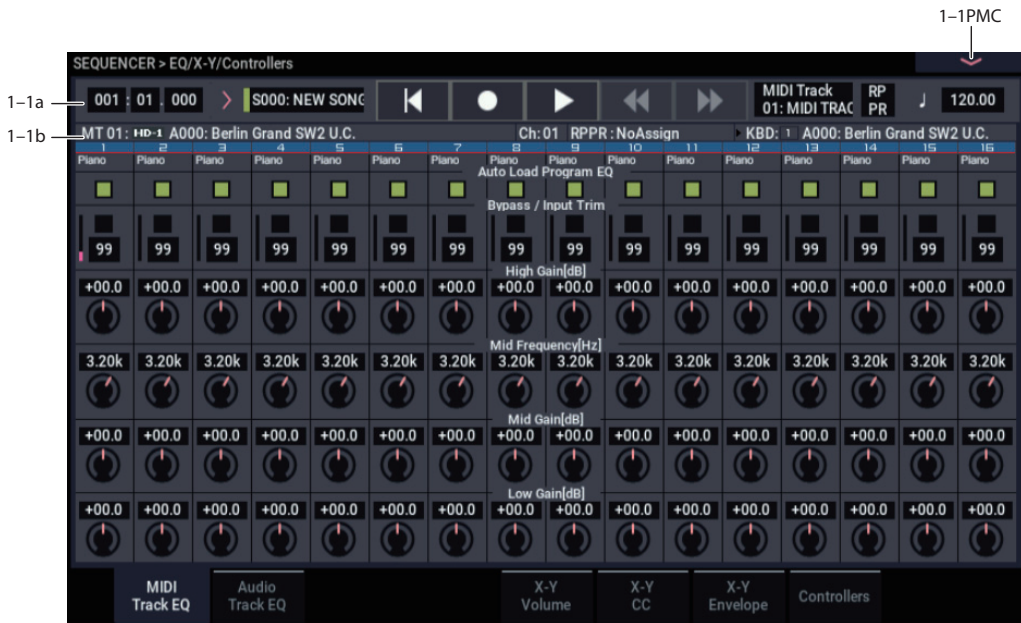 1–1PMC
SEQUENCER > EQ/X-Y/Controllers
1–1a
001 : 01 . 000
S000: NEW SONG
MIDI Track
01: MIDI TRAC
RP
PR
♩ 120.00
1–1b
MT 01: HD-1 A000: Berlin Grand SW2 U.C. Ch: 01 RPPR : NoAssign KBD: 1 A000: Berlin Grand SW2 U.C.
1 2 3 4 5 6 7 8 9 10 11 12 13 14 15 16
Piano Piano Piano Piano Piano Piano Piano Piano Piano Piano Piano Piano Piano Piano Piano Piano
Auto Load Program EQ
Bypass / Input Trim
99 99 99 99 99 99 99 99 99 99 99 99 99 99 99 99
High Gain[dB]
+00.0 +00.0 +00.0 +00.0 +00.0 +00.0 +00.0 +00.0 +00.0 +00.0 +00.0 +00.0 +00.0 +00.0 +00.0 +00.0
Mid Frequency[Hz]
3.20k 3.20k 3.20k 3.20k 3.20k 3.20k 3.20k 3.20k 3.20k 3.20k 3.20k 3.20k 3.20k 3.20k 3.20k 3.20k
Mid Gain[dB]
+00.0 +00.0 +00.0 +00.0 +00.0 +00.0 +00.0 +00.0 +00.0 +00.0 +00.0 +00.0 +00.0 +00.0 +00.0 +00.0
Low Gain[dB]
+00.0 +00.0 +00.0 +00.0 +00.0 +00.0 +00.0 +00.0 +00.0 +00.0 +00.0 +00.0 +00.0 +00.0 +00.0 +00.0
MIDI
Track EQ
Audio
Track EQ
X-Y
Volume
X-Y
CC
X-Y
Envelope
Controllers